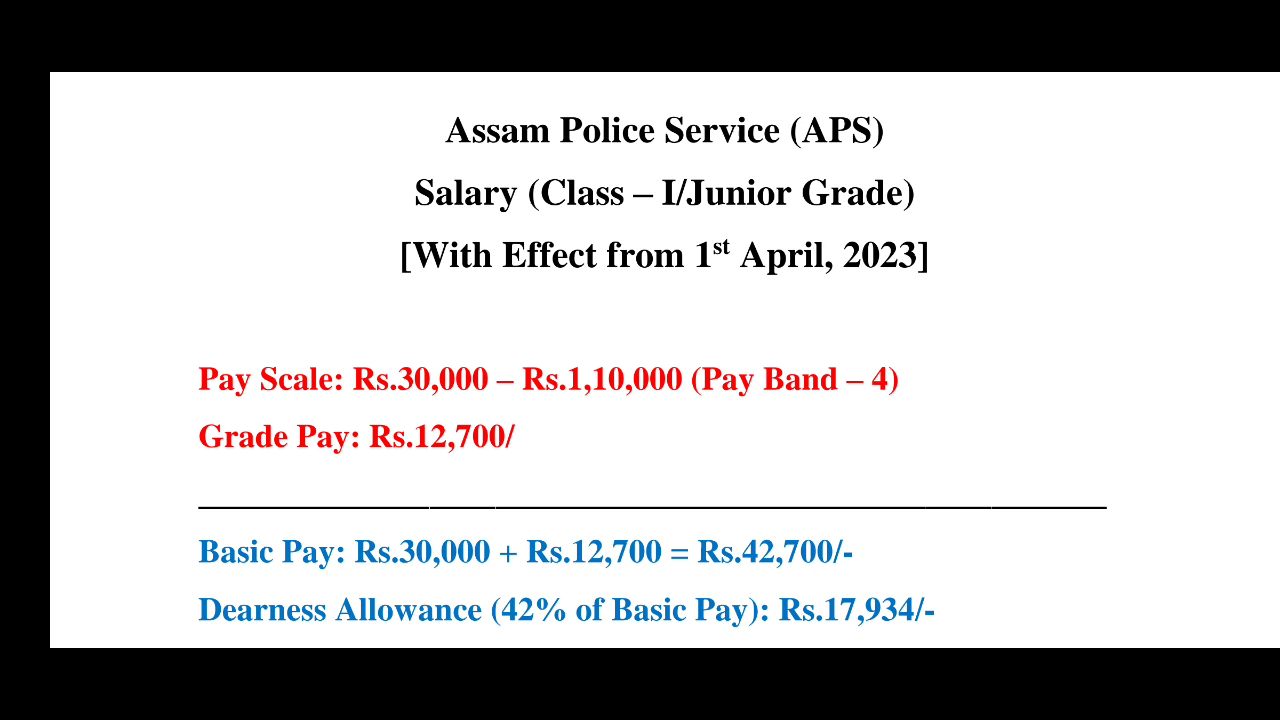 Assam Police Service (APS)
Salary (Class – I/Junior Grade)
[With Effect from 1st April, 2023]
Pay Scale: Rs.30,000 – Rs.1,10,000 (Pay Band – 4)
Grade Pay: Rs.12,700/
Basic Pay: Rs.30,000 + Rs.12,700 = Rs.42,700/-
Dearness Allowance (42% of Basic Pay): Rs.17,934/-